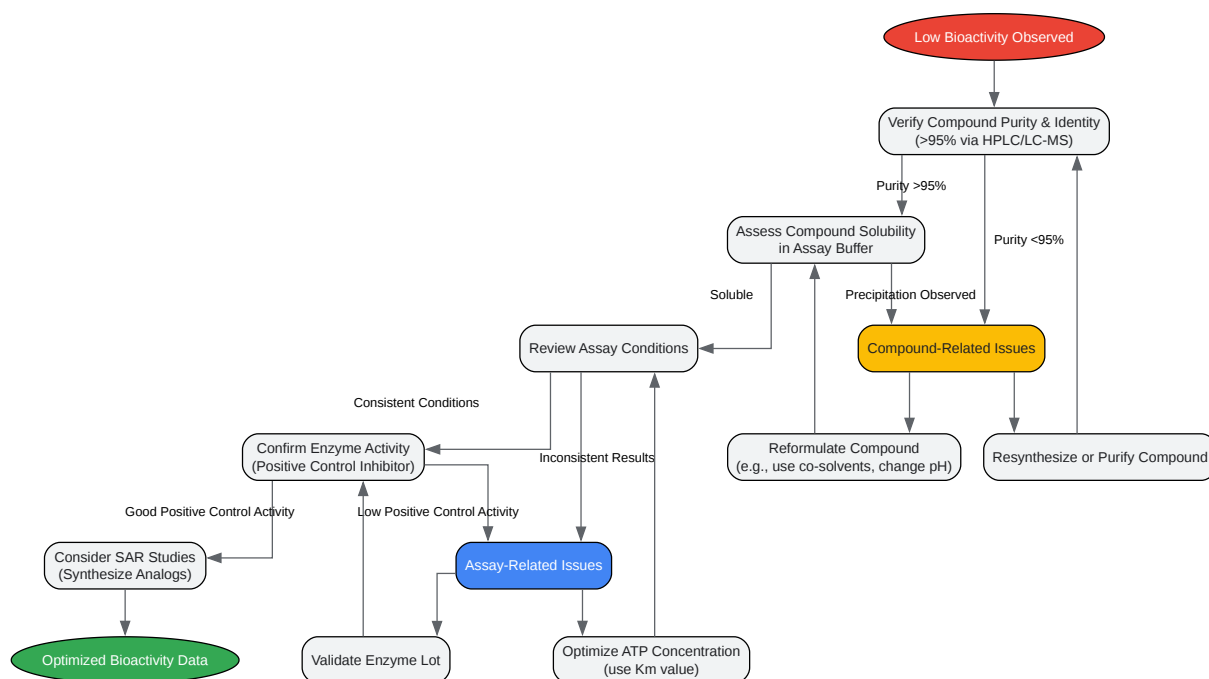 Low Bioactivity Observed
Verify Compound Purity & Identity
(>95% via HPLC/LC-MS)
Purity >95%
Assess Compound Solubility
in Assay Buffer
Purity <95%
Soluble
Precipitation Observed
Review Assay Conditions
Compound-Related Issues
Consistent Conditions
Confirm Enzyme Activity
(Positive Control Inhibitor)
Inconsistent Results
Reformulate Compound
(e.g., use co-solvents, change pH)
Resynthesize or Purify Compound
Good Positive Control Activity
Low Positive Control Activity
Consider SAR Studies
(Synthesize Analogs)
Assay-Related Issues
Optimized Bioactivity Data
Validate Enzyme Lot
Optimize ATP Concentration
(use Km value)